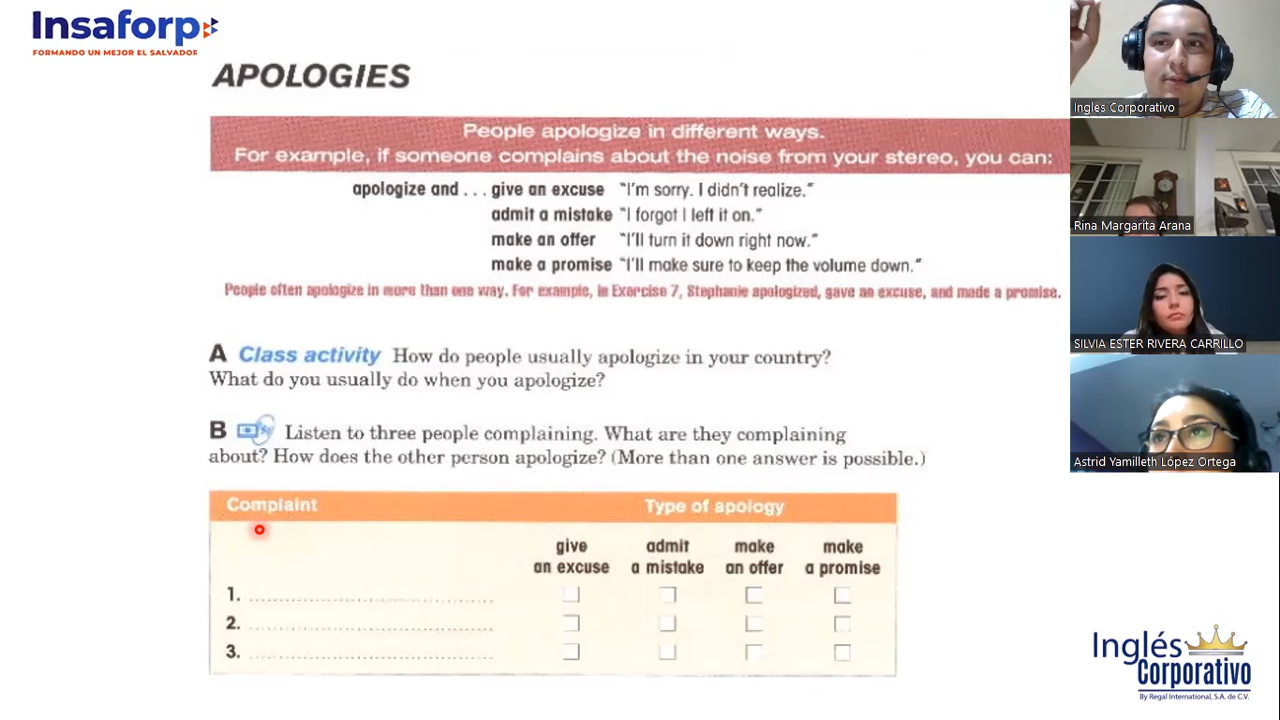 Insaforp
FORMANDO UN MEJOR EL SALVADOR
APOLOGIES
People apologize in different ways.
For example, if someone complains about the noise from your stereo, you can:
apologize and . . . give an excuse "I'm sorry. I didn't realize."
admit a mistake "I forgot I left it on."
make an offer "I'll turn it down right now."
make a promise "I'll make sure to keep the volume down."
People often apologize in more than one way. For example, in Exercise 7, Stephanie apologized, gave an excuse, and made a promise.
A Class activity How do people usually apologize in your country?
What do you usually do when you apologize?
B Listen to three people complaining. What are they complaining
about? How does the other person apologize? (More than one answer is possible.)
Complaint Type of apology
give admit make make
an excuse a mistake an offer a promise
1.
2.
3.
Ingles Corporativo
Rina Margarita Arana
SILVIA ESTER RIVERA CARRILLO
Astrid Yamilleth López Ortega
Inglés
Corporativo
By Regal International, S.A. de C.V.